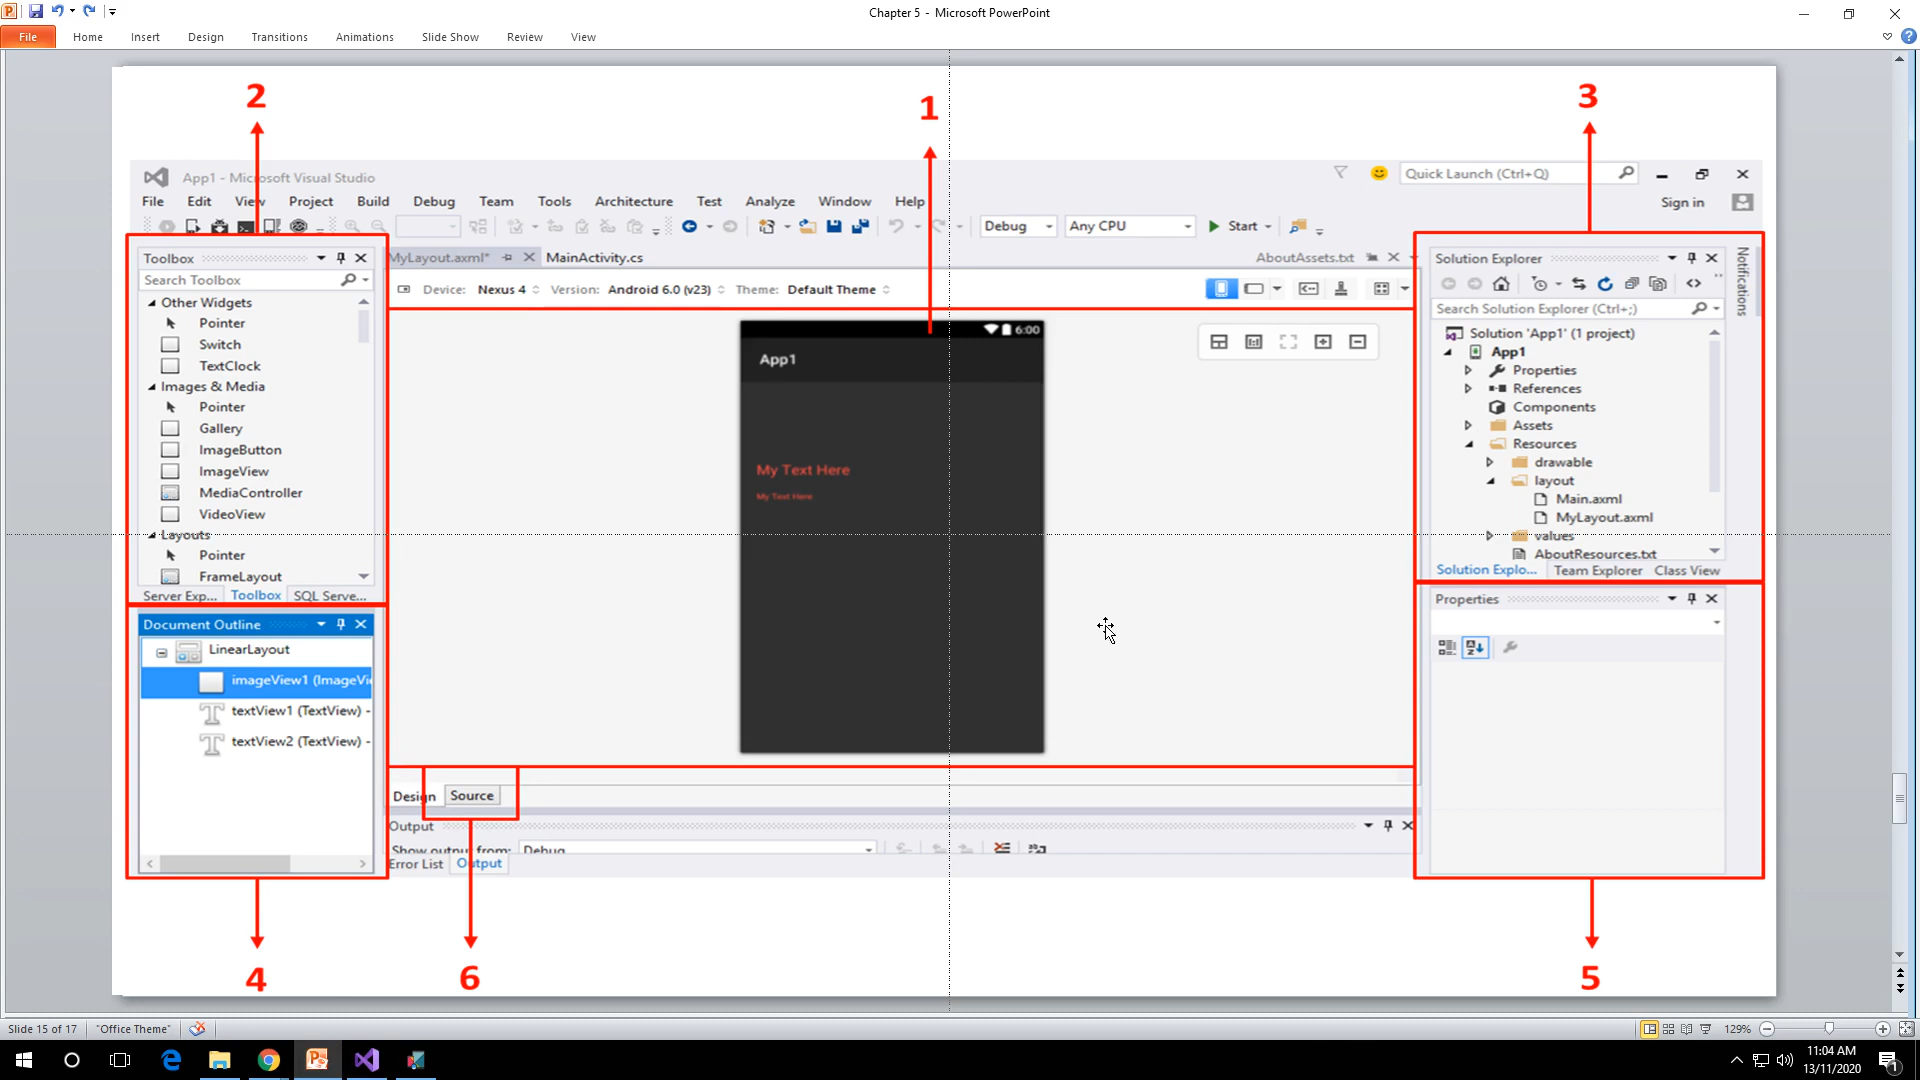 Chapter 5 - Microsoft PowerPoint
File Home Insert Design Transitions Animations Slide Show Review View
2
1
3
App1 - Microsoft Visual Studio
Quick Launch (Ctrl+Q)
File Edit View Project Build Debug Team Tools Architecture Test Analyze Window Help
Sign in
Debug Any CPU Start
Toolbox
MyLayout.axml* MainActivity.cs AboutAssets.txt
Search Toolbox
Device: Nexus 4 Version: Android 6.0 (v23) Theme: Default Theme
Other Widgets
Pointer
Switch
TextClock
Images & Media
Pointer
Gallery
ImageButton
ImageView
MediaController
VideoView
Layouts
Pointer
FrameLayout
Server Exp... Toolbox SQL Serve...
6:00
App1
My Text Here
My Text Here
Solution Explorer
Notifications
Search Solution Explorer (Ctrl+;)
Solution 'App1' (1 project)
App1
Properties
References
Components
Assets
Resources
drawable
layout
Main.axml
MyLayout.axml
values
AboutResources.txt
Solution Explo... Team Explorer Class View
Document Outline
LinearLayout
imageView1 (ImageVi
textView1 (TextView) -
textView2 (TextView) -
Properties
Design Source
Output
Show output from: Debug
Error List Output
4
6
5
Slide 15 of 17 "Office Theme" 129%
11:04 AM
13/11/2020
1